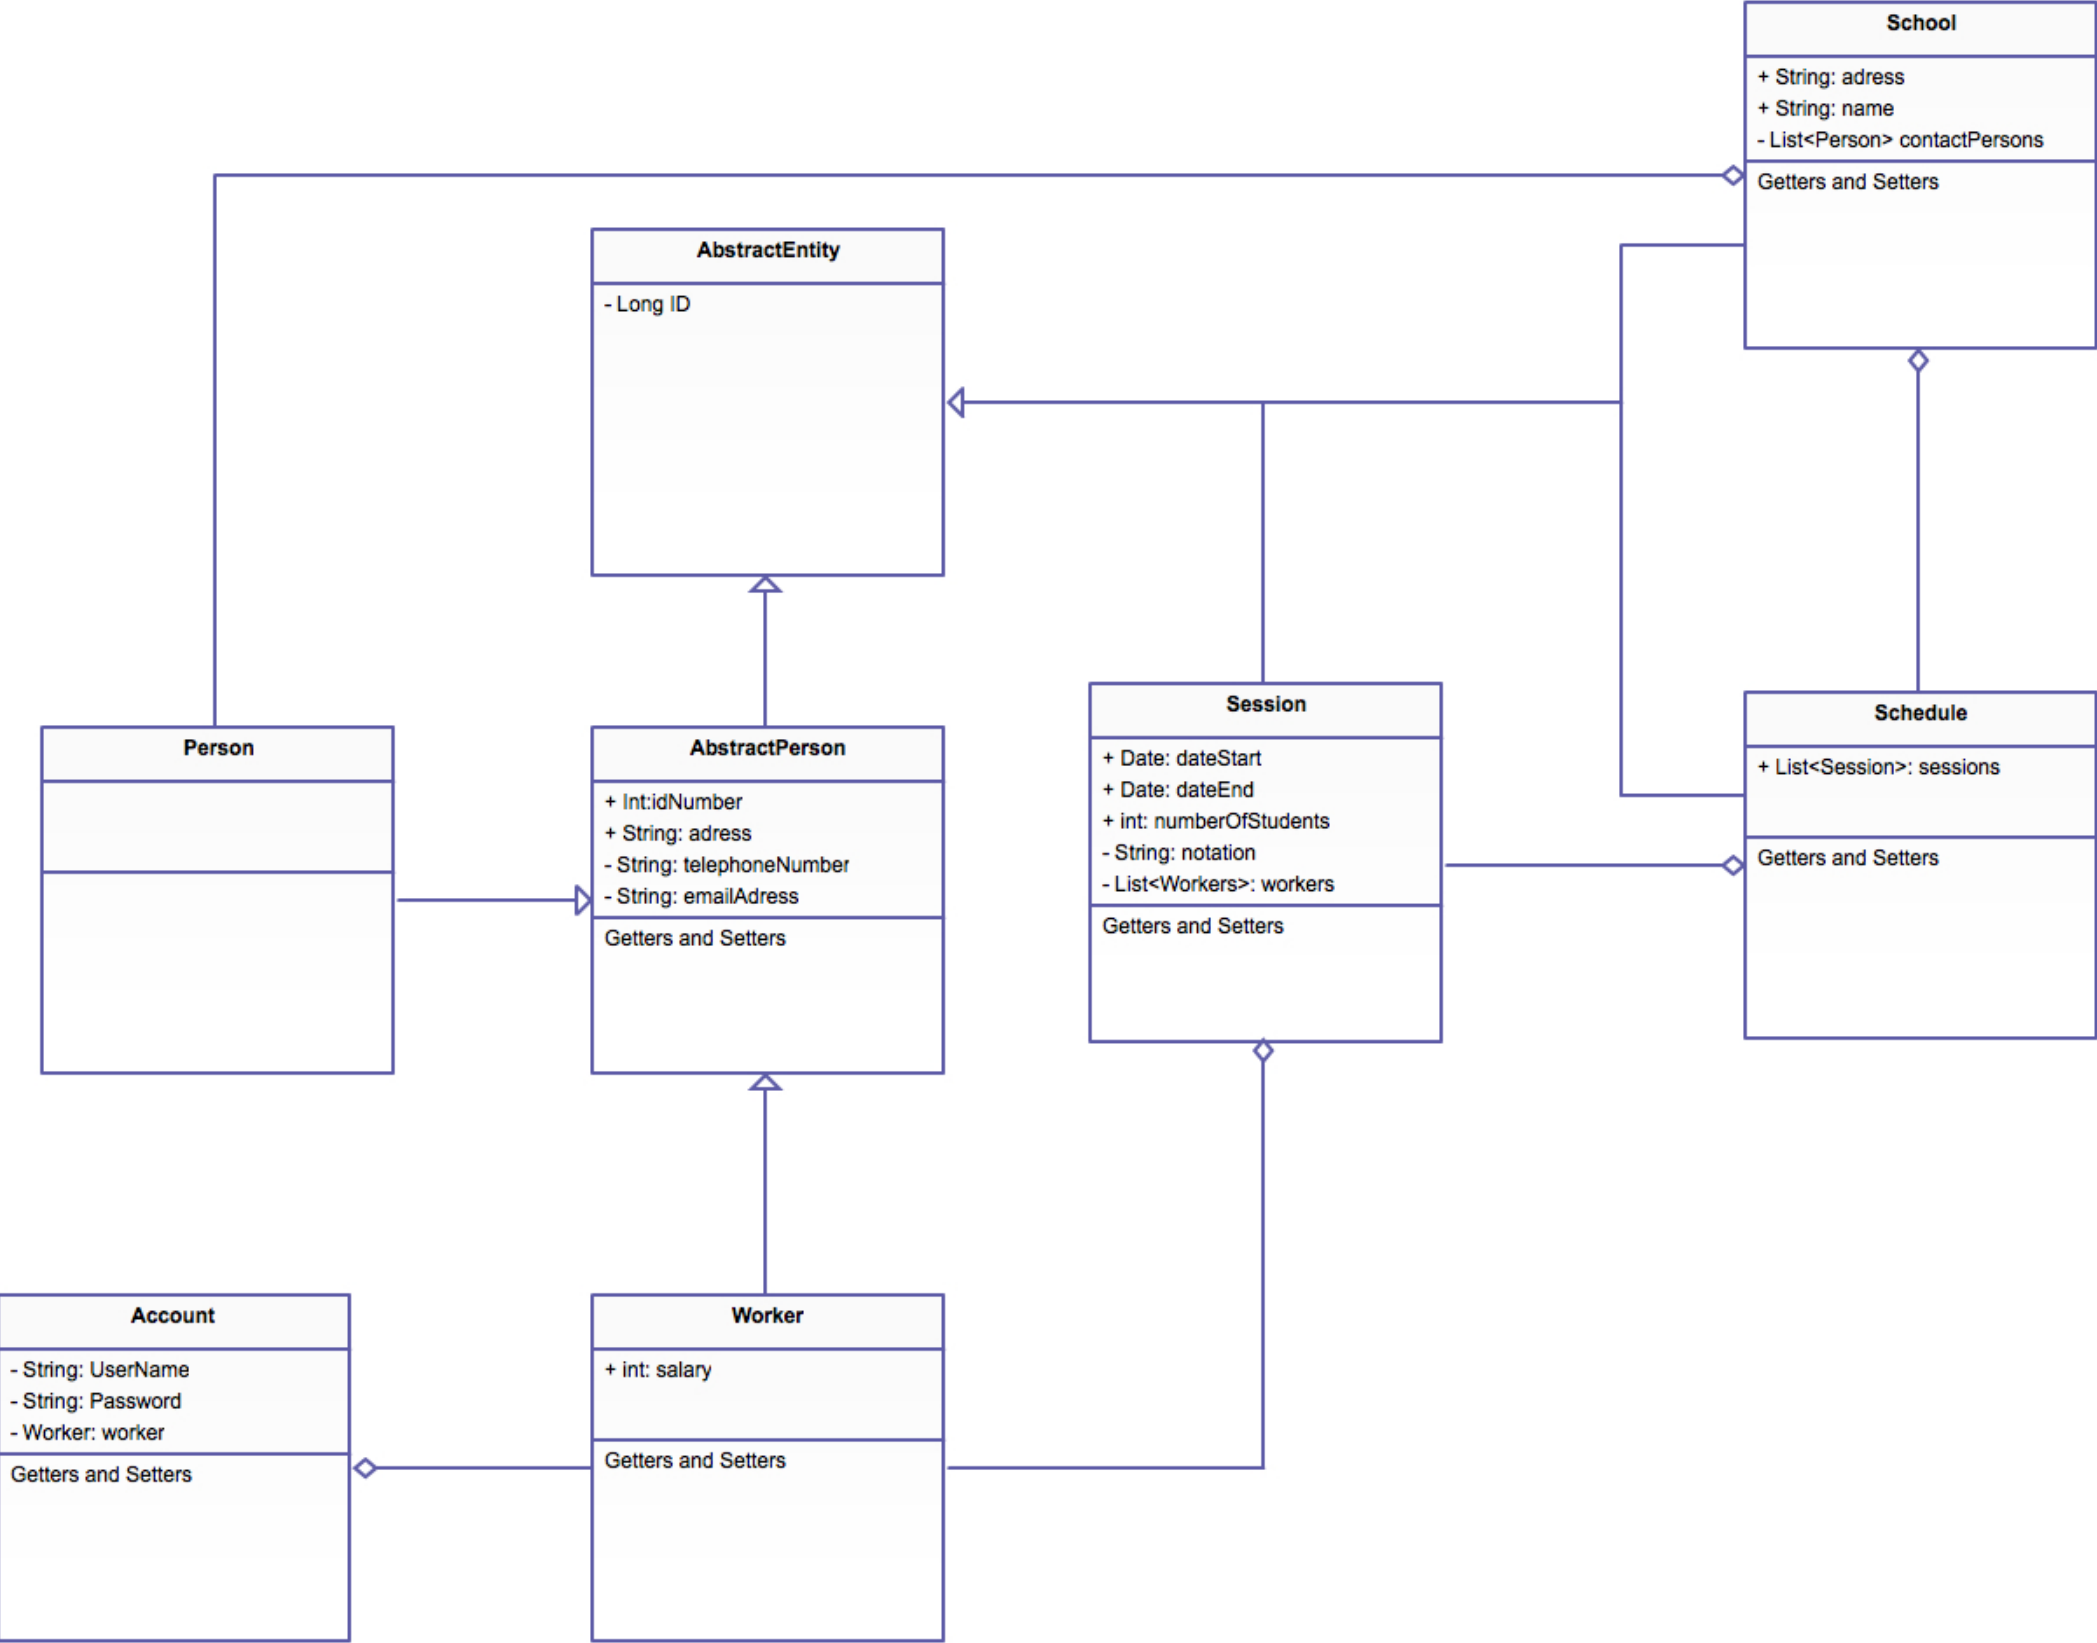 School
+ String: adress
+ String: name
- List<Person> contactPersons
Getters and Setters
AbstractEntity
- Long ID
Person
AbstractPerson
+ Int:idNumber
+ String: adress
- String: telephoneNumber
- String: emailAdress
Getters and Setters
Session
+ Date: dateStart
+ Date: dateEnd
+ int: numberOfStudents
- String: notation
- List<Workers>: workers
Getters and Setters
Schedule
+ List<Session>: sessions
Getters and Setters
Account
- String: UserName
- String: Password
- Worker: worker
Getters and Setters
Worker
+ int: salary
Getters and Setters